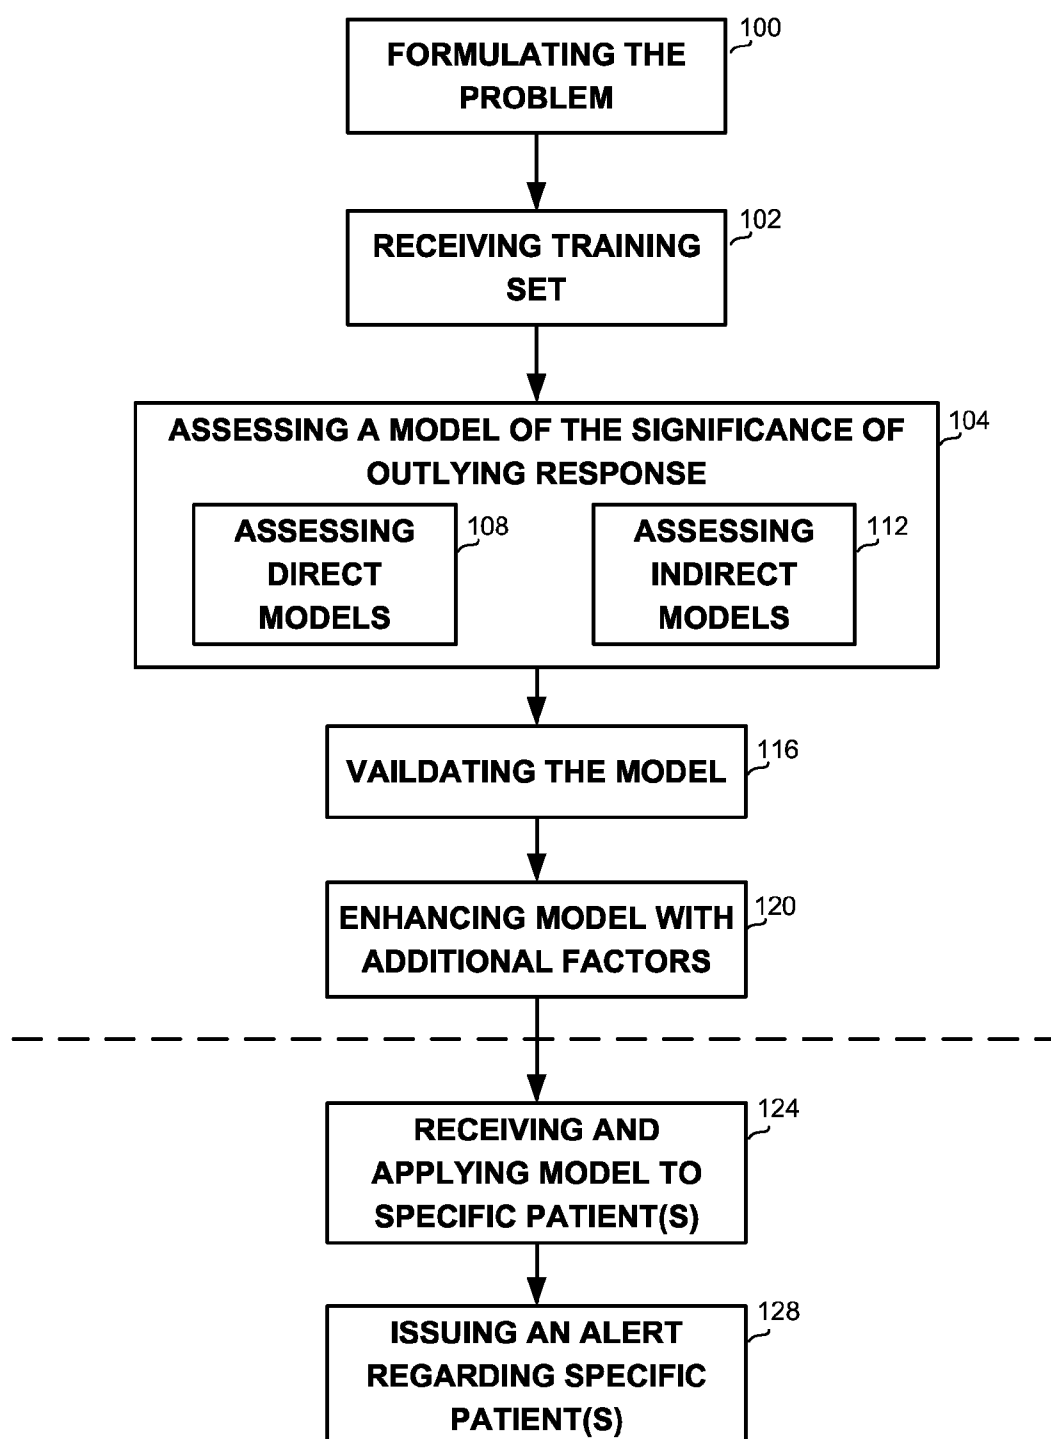 100
FORMULATING THE
PROBLEM
102
RECEIVING TRAINING
SET
104
ASSESSING A MODEL OF THE SIGNIFICANCE OF
OUTLYING RESPONSE
108
ASSESSING
DIRECT
MODELS
112
ASSESSING
INDIRECT
MODELS
116
VAILDATING THE MODEL
120
ENHANCING MODEL WITH
ADDITIONAL FACTORS
124
RECEIVING AND
APPLYING MODEL TO
SPECIFIC PATIENT(S)
128
ISSUING AN ALERT
REGARDING SPECIFIC
PATIENT(S)